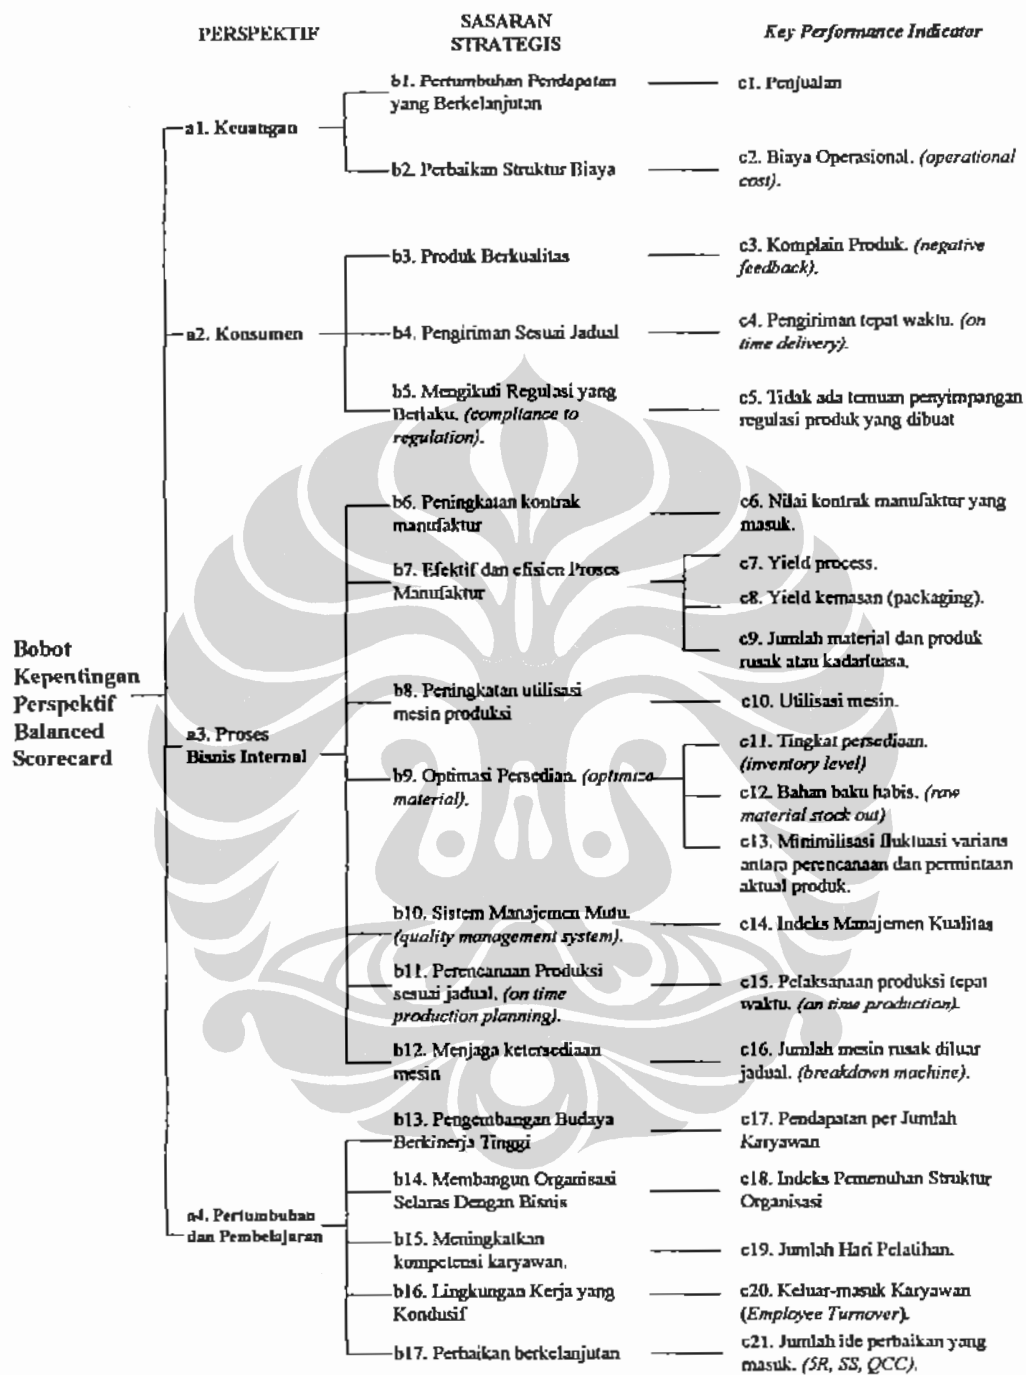 PERSPEKTIF
SASARAN
STRATEGIS
Key Performance Indicator
Bobot
Kepentingan
Perspektif
Balanced
Scorecard
a1. Keuangan
b1. Pertumbuhan Pendapatan
yang Berkelanjutan
c1. Penjualan
b2. Perbaikan Struktur Biaya
c2. Biaya Operasional. (operational
cost).
a2. Konsumen
b3. Produk Berkualitas
c3. Komplain Produk. (negative
feedback).
b4. Pengiriman Sesuai Jadual
c4. Pengiriman tepat waktu. (on
time delivery).
b5. Mengikuti Regulasi yang
Berlaku. (compliance to
regulation).
c5. Tidak ada temuan penyimpangan
regulasi produk yang dibuat
a3. Proses
Bisnis Internal
b6. Peningkatan kontrak
manufaktur
c6. Nilai kontrak manufaktur yang
masuk.
b7. Efektif dan efisien Proses
Manufaktur
c7. Yield process.
c8. Yield kemasan (packaging).
c9. Jumlah material dan produk
rusak atau kadarluasa.
b8. Peningkatan utilisasi
mesin produksi
c10. Utilisasi mesin.
b9. Optimasi Persedian. (optimize
material).
c11. Tingkat persediaan.
(inventory level)
c12. Bahan baku habis. (raw
material stock out)
c13. Minimilisasi fluktuasi varians
antara perencanaan dan permintaan
aktual produk.
b10. Sistem Manajemen Mutu.
(quality management system).
c14. Indeks Manajemen Kualitas
b11. Perencanaan Produksi
sesuai jadual. (on time
production planning).
c15. Pelaksanaan produksi tepat
waktu. (on time production).
b12. Menjaga ketersediaan
mesin
c16. Jumlah mesin rusak diluar
jadual. (breakdown machine).
a4. Pertumbuhan
dan Pembelajaran
b13. Pengembangan Budaya
Berkinerja Tinggi
c17. Pendapatan per Jumlah
Karyawan
b14. Membangun Organisasi
Selaras Dengan Bisnis
c18. Indeks Pemenuhan Struktur
Organisasi
b15. Meningkatkan
kompetensi karyawan.
c19. Jumlah Hari Pelatihan.
b16. Lingkungan Kerja yang
Kondusif
c20. Keluar-masuk Karyawan
(Employee Turnover).
b17. Perbaikan berkelanjutan
c21. Jumlah ide perbaikan yang
masuk. (5R, SS, QCC).